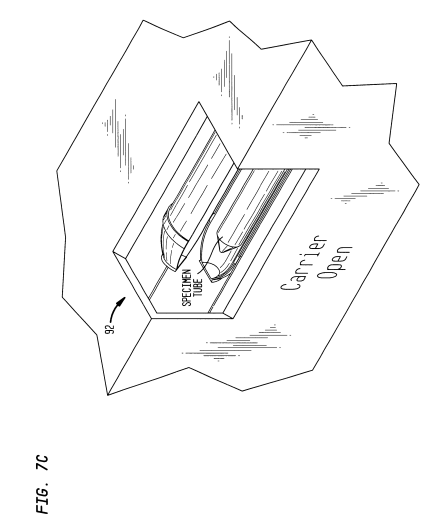 92
SPECIMEN
TUBE
Carrier
Open
FIG. 7C